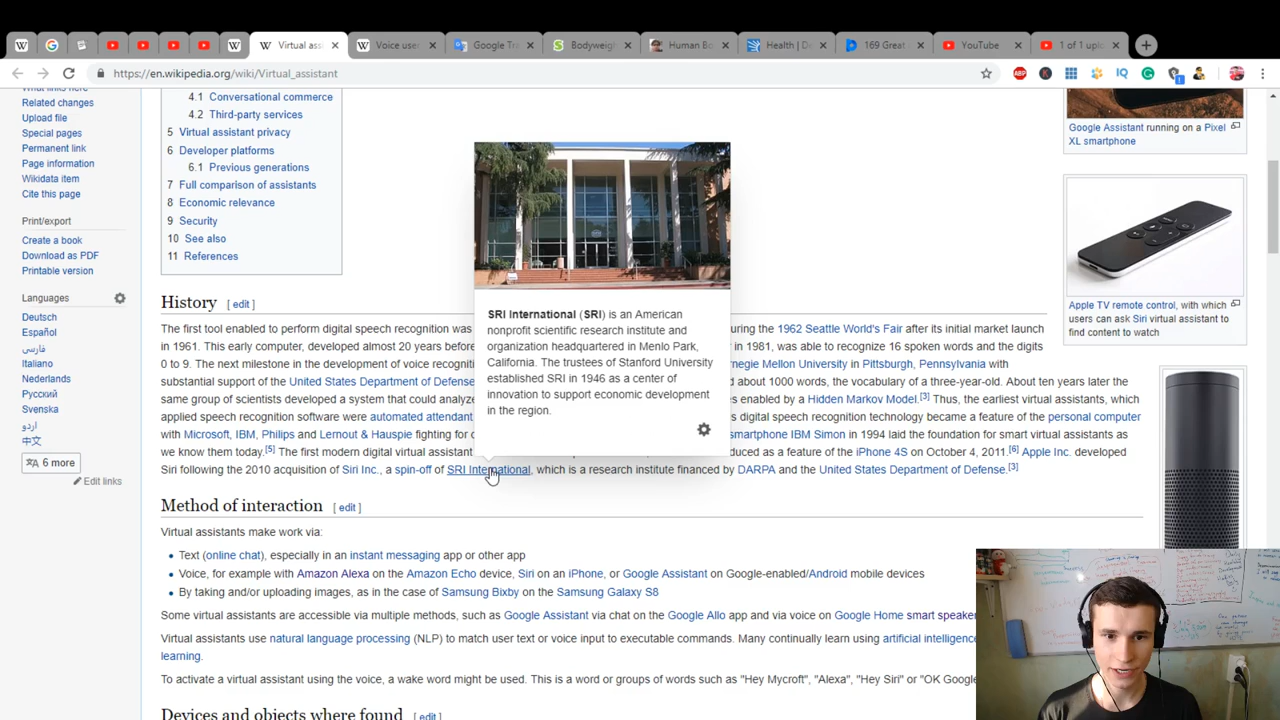 Virtual ass
Voice user
Google Tra
Bodyweigh
Human Bo
Health | D
169 Great
YouTube
1 of 1 uplo
https://en.wikipedia.org/wiki/Virtual_assistant
ABP
K
IQ
What links here
Related changes
Upload file
Special pages
Permanent link
Page information
Wikidata item
Cite this page
Print/export
Create a book
Download as PDF
Printable version
Languages
Deutsch
Español
فارسی
Italiano
Nederlands
Русский
Svenska
اردو
中文
6 more
Edit links
4.1 Conversational commerce
4.2 Third-party services
5 Virtual assistant privacy
6 Developer platforms
6.1 Previous generations
7 Full comparison of assistants
8 Economic relevance
9 Security
10 See also
11 References
SRI International (SRI) is an American
nonprofit scientific research institute and
organization headquartered in Menlo Park,
California. The trustees of Stanford University
established SRI in 1946 as a center of
innovation to support economic development
in the region.
Google Assistant running on a Pixel
XL smartphone
Apple TV remote control, with which
users can ask Siri virtual assistant to
find content to watch
History [ edit ]
The first tool enabled to perform digital speech recognition was uring the 1962 Seattle World's Fair after its initial market launch
in 1961. This early computer, developed almost 20 years before in 1981, was able to recognize 16 spoken words and the digits
0 to 9. The next milestone in the development of voice recogni rnegie Mellon University in Pittsburgh, Pennsylvania with
substantial support of the United States Department of Defense d about 1000 words, the vocabulary of a three-year-old. About ten years later the
same group of scientists developed a system that could analyze s enabled by a Hidden Markov Model.[3] Thus, the earliest virtual assistants, which
applied speech recognition software were automated attendant s digital speech recognition technology became a feature of the personal computer
with Microsoft, IBM, Philips and Lernout & Hauspie fighting for smartphone IBM Simon in 1994 laid the foundation for smart virtual assistants as
we know them today.[5] The first modern digital virtual assistant duced as a feature of the iPhone 4S on October 4, 2011.[6] Apple Inc. developed
Siri following the 2010 acquisition of Siri Inc., a spin-off of SRI International, which is a research institute financed by DARPA and the United States Department of Defense.[3]
Method of interaction [ edit ]
Virtual assistants make work via:
• Text (online chat), especially in an instant messaging app or other app
• Voice, for example with Amazon Alexa on the Amazon Echo device, Siri on an iPhone, or Google Assistant on Google-enabled/Android mobile devices
• By taking and/or uploading images, as in the case of Samsung Bixby on the Samsung Galaxy S8
Some virtual assistants are accessible via multiple methods, such as Google Assistant via chat on the Google Allo app and via voice on Google Home smart speake
Virtual assistants use natural language processing (NLP) to match user text or voice input to executable commands. Many continually learn using artificial intelligence
learning.
To activate a virtual assistant using the voice, a wake word might be used. This is a word or groups of words such as "Hey Mycroft", "Alexa", "Hey Siri" or "OK Goog
Devices and objects where found [ edit ]